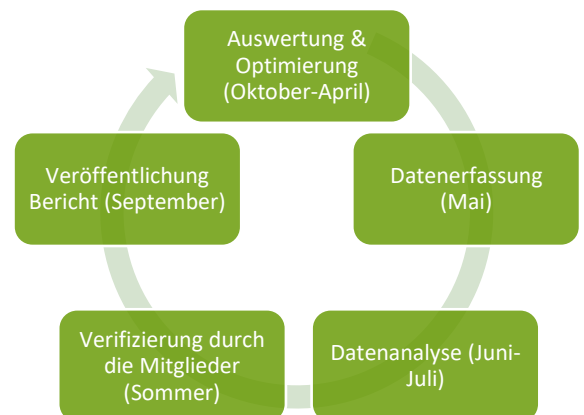 Auswertung &
Optimierung
(Oktober-April)
Datenerfassung
(Mai)
Datenanalyse (Juni-
Juli)
Verifizierung durch
die Mitglieder
(Sommer)
Veröffentlichung
Bericht (September)